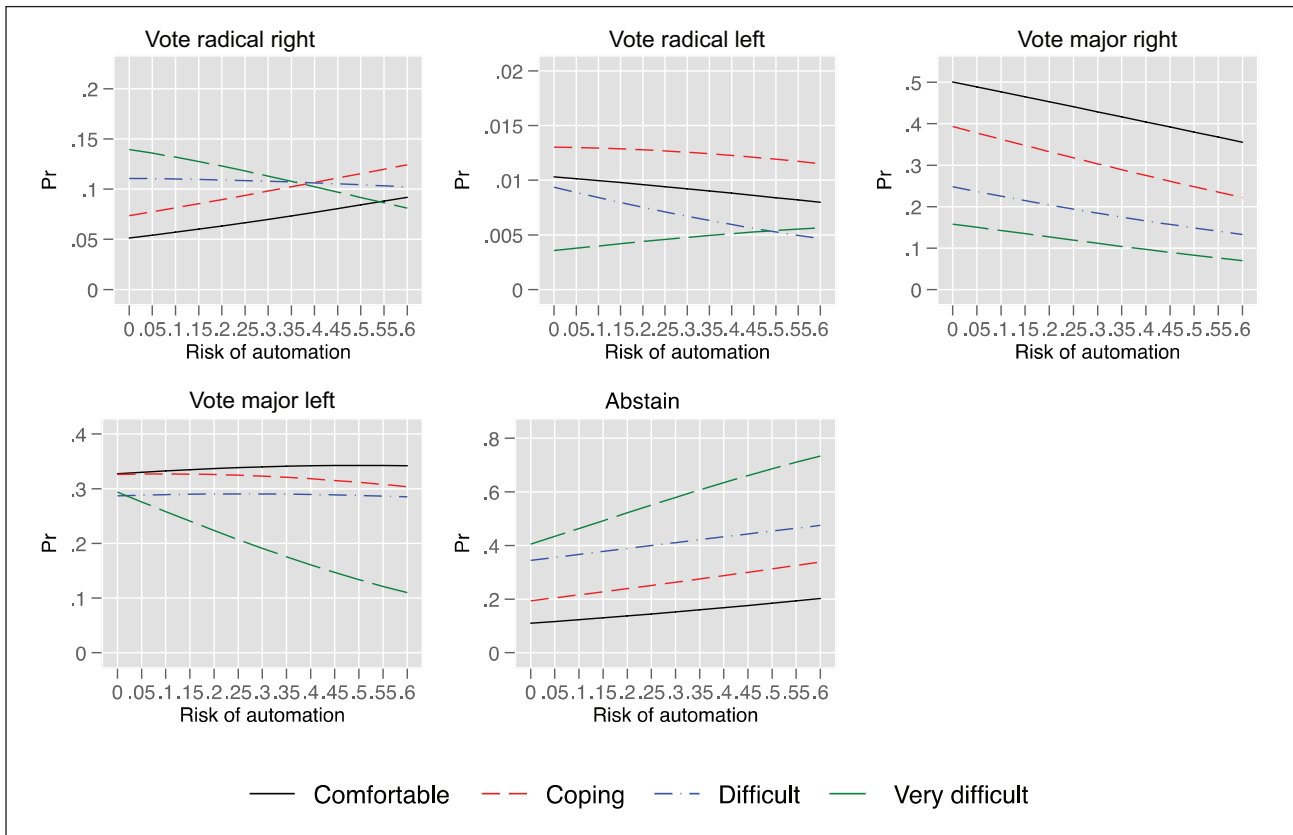 Vote radical right
Pr
.2
.15
.1
.05
0
0 .05 .1 .15 .2 .25 .3 .35 .4 .45 .5 .55 .6
Risk of automation
Vote radical left
Pr
.02
.015
.01
.005
0
0 .05 .1 .15 .2 .25 .3 .35 .4 .45 .5 .55 .6
Risk of automation
Vote major right
Pr
.5
.4
.3
.2
.1
0
0 .05 .1 .15 .2 .25 .3 .35 .4 .45 .5 .55 .6
Risk of automation
Vote major left
Pr
.4
.3
.2
.1
0
0 .05 .1 .15 .2 .25 .3 .35 .4 .45 .5 .55 .6
Risk of automation
Abstain
Pr
.8
.6
.4
.2
0
0 .05 .1 .15 .2 .25 .3 .35 .4 .45 .5 .55 .6
Risk of automation
Comfortable Coping Difficult Very difficult